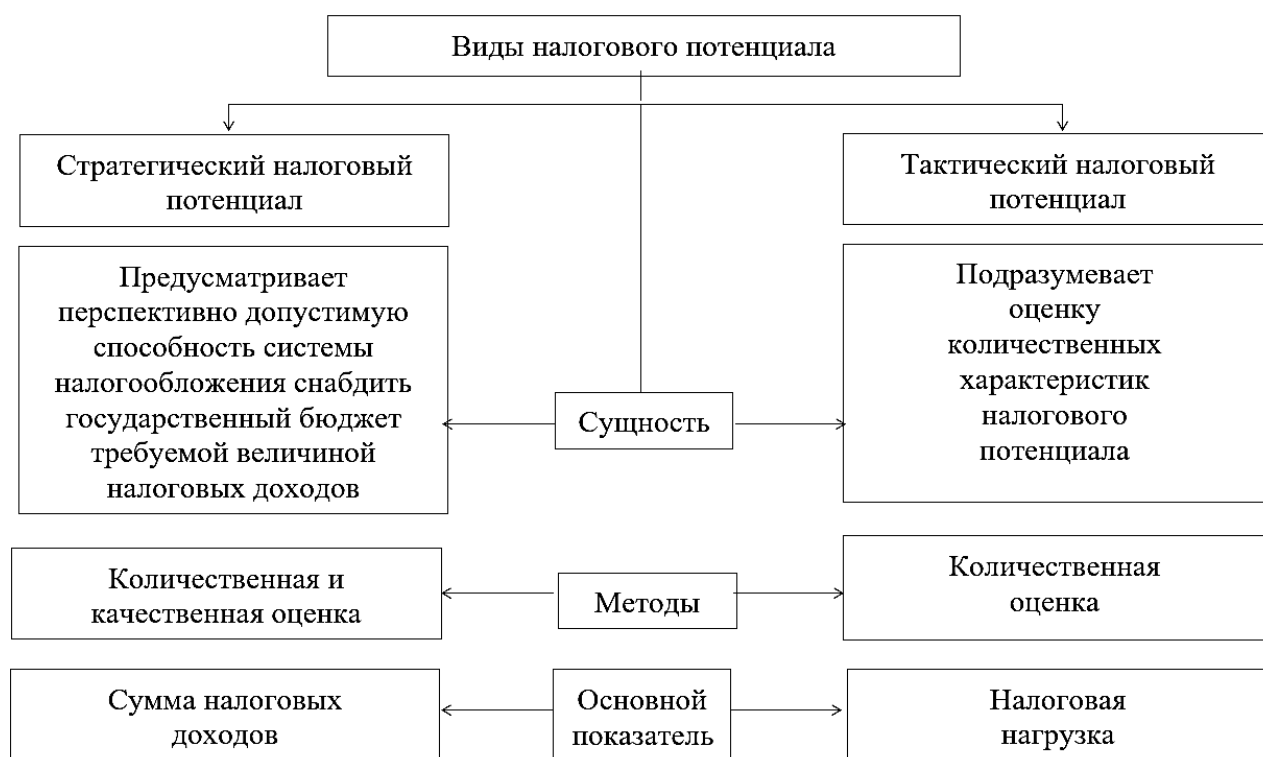 Виды налогового потенциала
Стратегический налоговый
потенциал
Тактический налоговый
потенциал
Предусматривает
перспективно допустимую
способность системы
налогообложения снабдить
государственный бюджет
требуемой величиной
налоговых доходов
Сущность
Подразумевает
оценку
количественных
характеристик
налогового
потенциала
Количественная и
качественная оценка
Методы
Количественная
оценка
Сумма налоговых
доходов
Основной
показатель
Налоговая
нагрузка